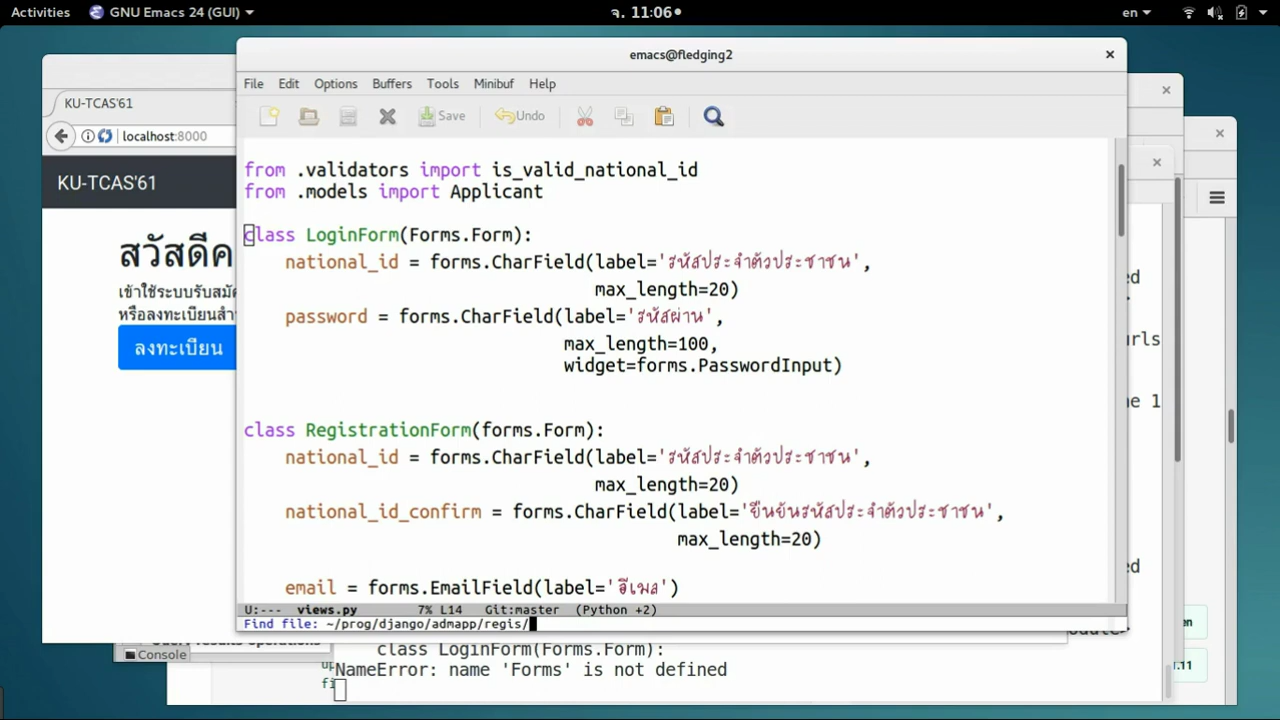 Activities
GNU Emacs 24 (GUI)
จ. 11:06
en
emacs@fledging2
KU-TCAS'61
localhost:8000
KU-TCAS'61
สวัสดีค
เข้าใช้ระบบรับสมัค
หรือลงทะเบียนสำ
ลงทะเบียน
File Edit Options Buffers Tools Minibuf Help
Save
Undo
from .validators import is_valid_national_id
from .models import Applicant
class LoginForm(Forms.Form):
national_id = forms.CharField(label='รหัสประจำตัวประชาชน',
max_length=20)
password = forms.CharField(label='รหัสผ่าน',
max_length=100,
widget=forms.PasswordInput)
class RegistrationForm(forms.Form):
national_id = forms.CharField(label='รหัสประจำตัวประชาชน',
max_length=20)
national_id_confirm = forms.CharField(label='ยืนยันรหัสประจำตัวประชาชน',
max_length=20)
email = forms.EmailField(label='อีเมล')
U:--- views.py 7% L14 Git:master (Python +2)
Find file: ~/prog/django/admapp/regis/
ed
urls
ne 1
ed
en
1.11
Console
class LoginForm(Forms.Form):
NameError: name 'Forms' is not defined